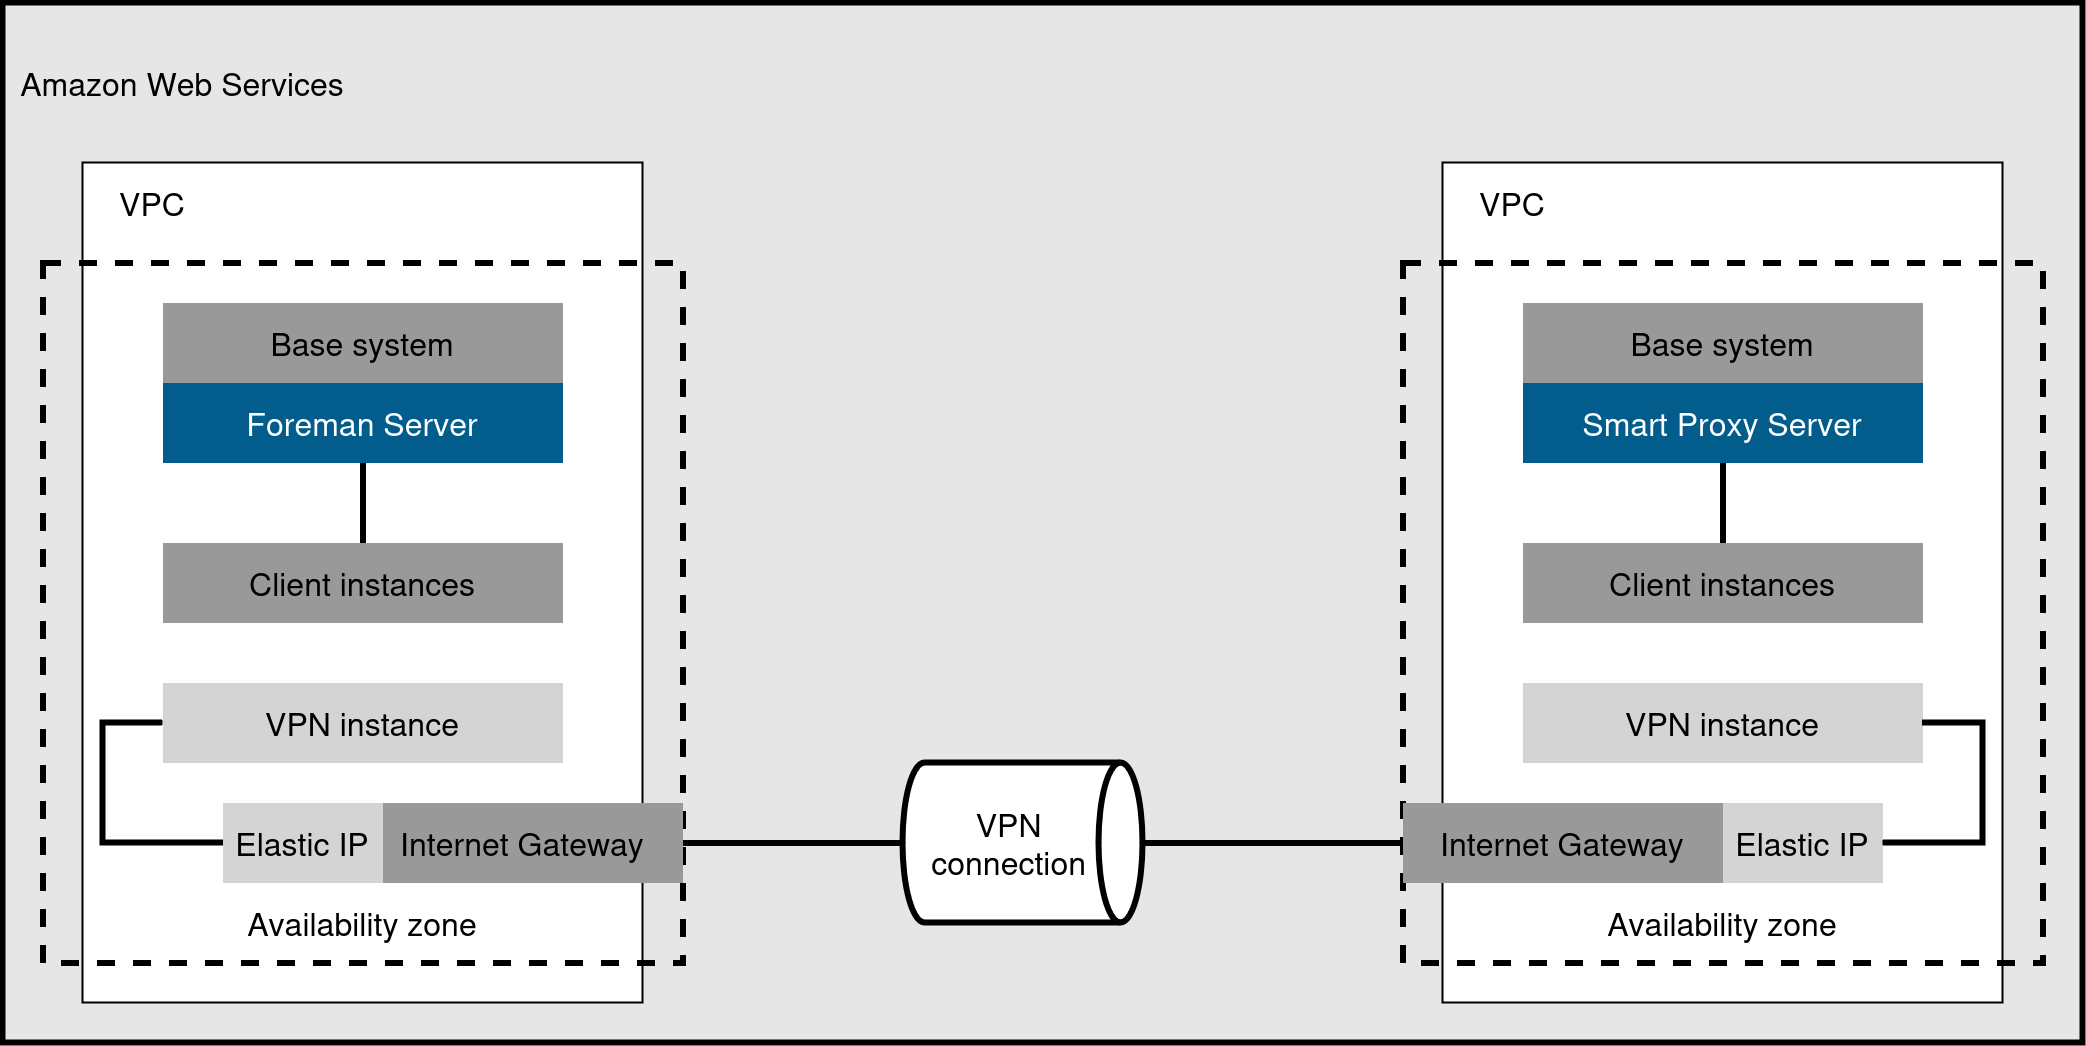 Amazon Web Services
VPC
Base system
Foreman Server
Client instances
VPN instance
Elastic IP
Internet Gateway
Availability zone
VPN
connection
VPC
Base system
Smart Proxy Server
Client instances
VPN instance
Internet Gateway
Elastic IP
Availability zone